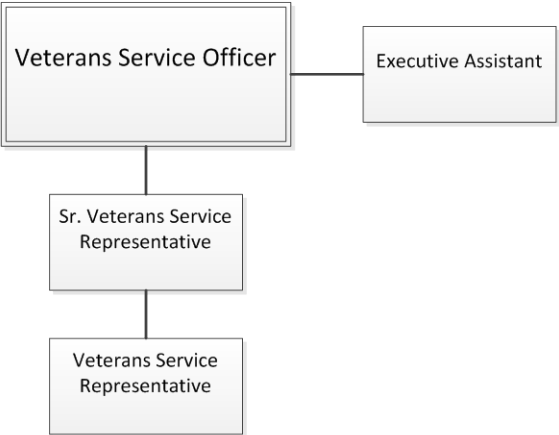 Veterans Service Officer
Executive Assistant
Sr. Veterans Service
Representative
Veterans Service
Representative